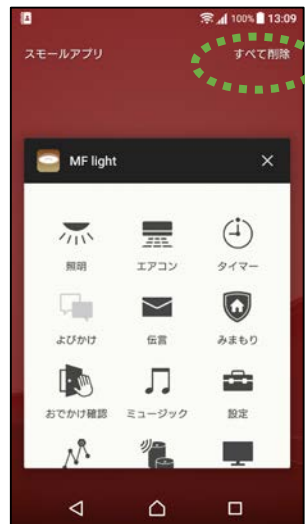 100% 13:09
スモールアプリ すべて削除
MF light
照明 エアコン タイマー
よびかけ 伝言 みまもり
おでかけ確認 ミュージック 設定